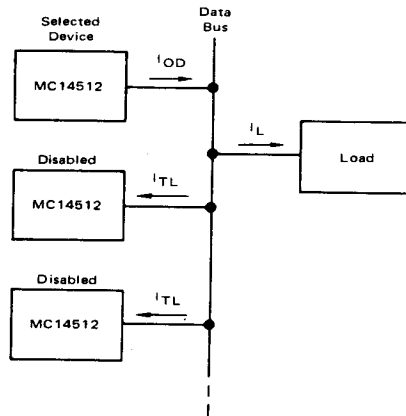 Data
Bus
Selected
Device
MC14512
IOD
IL
Load
Disabled
MC14512
ITL
Disabled
MC14512
ITL